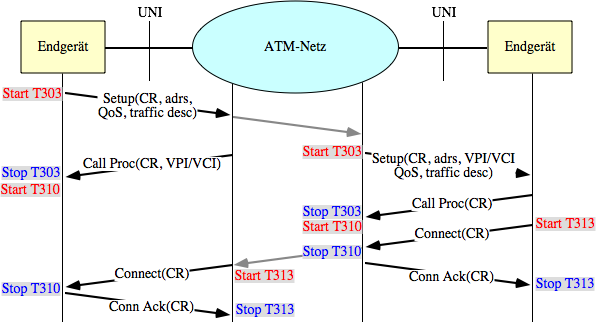 UNI
UNI
Endgerät
ATM-Netz
Endgerät
Start T303
Setup(CR, adrs,
QoS, traffic desc)
Start T303
Setup(CR, adrs, VPI/VCI
QoS, traffic desc)
Call Proc(CR, VPI/VCI)
Stop T303
Start T310
Call Proc(CR)
Stop T303
Start T310
Start T313
Connect(CR)
Stop T310
Connect(CR)
Start T313
Conn Ack(CR)
Stop T313
Stop T310
Conn Ack(CR)
Stop T313